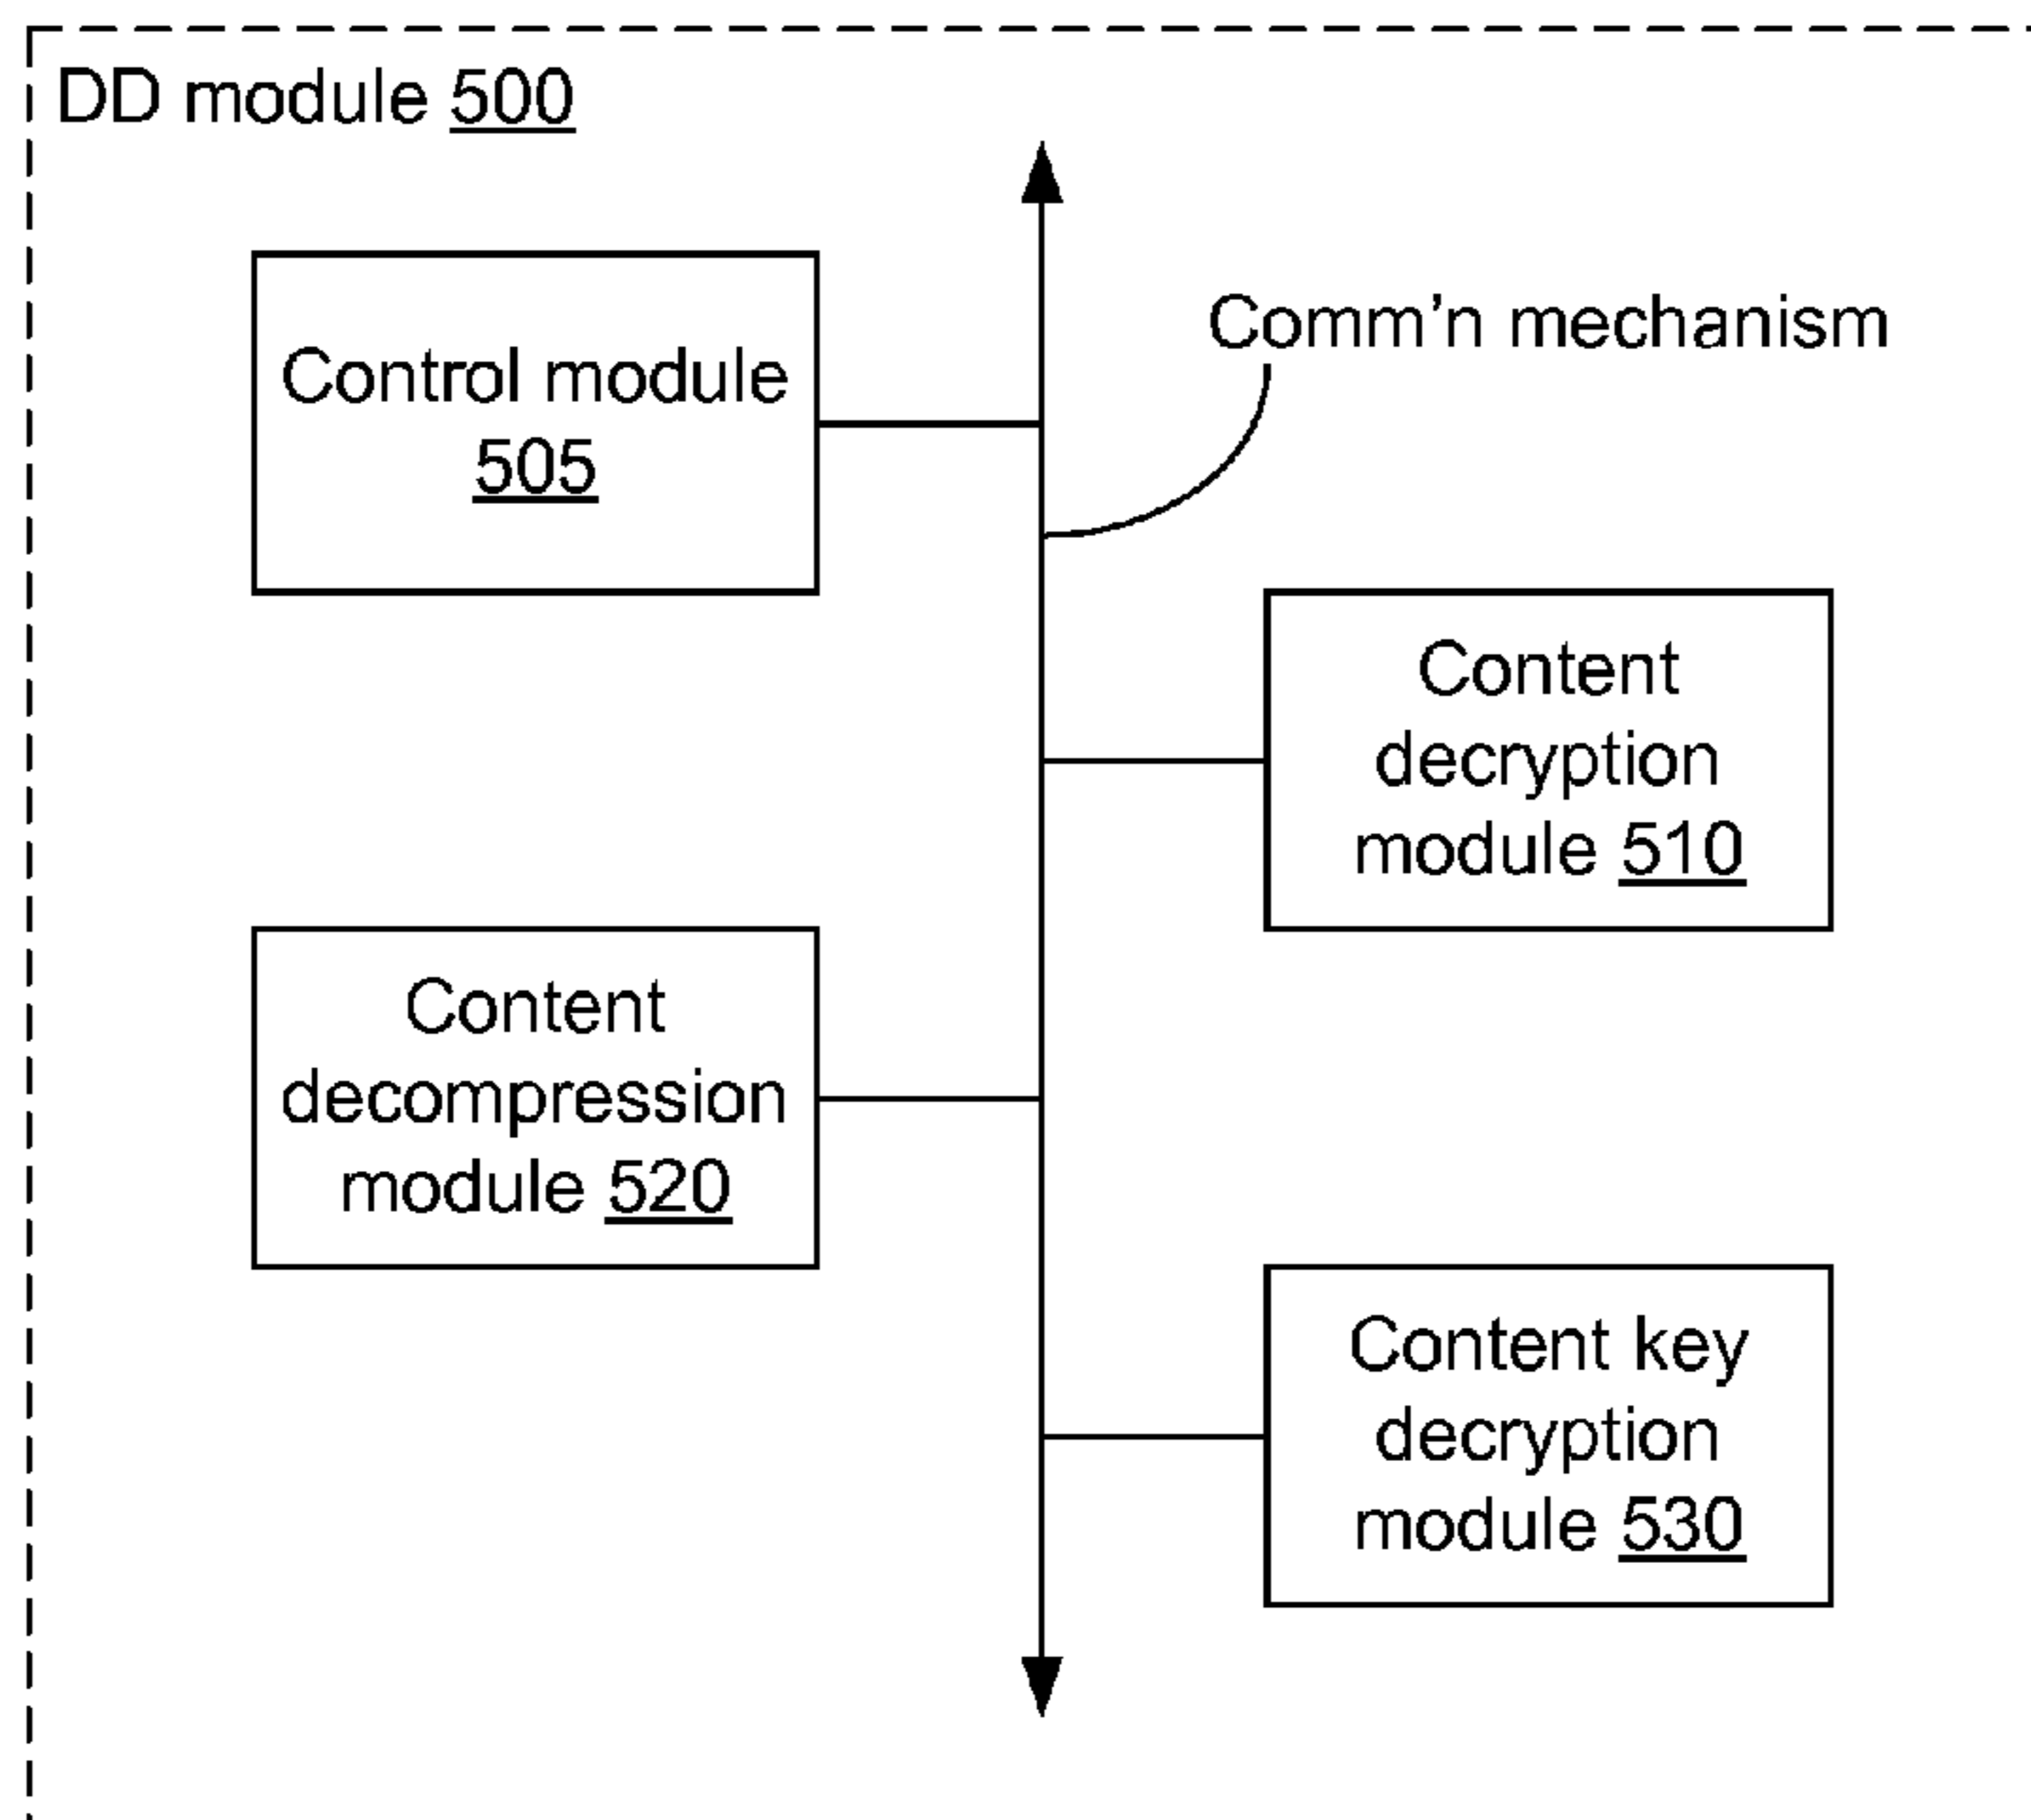 DD module 500
Comm'n mechanism
Control module
505
Content
decryption
module 510
Content
decompression
module 520
Content key
decryption
module 530